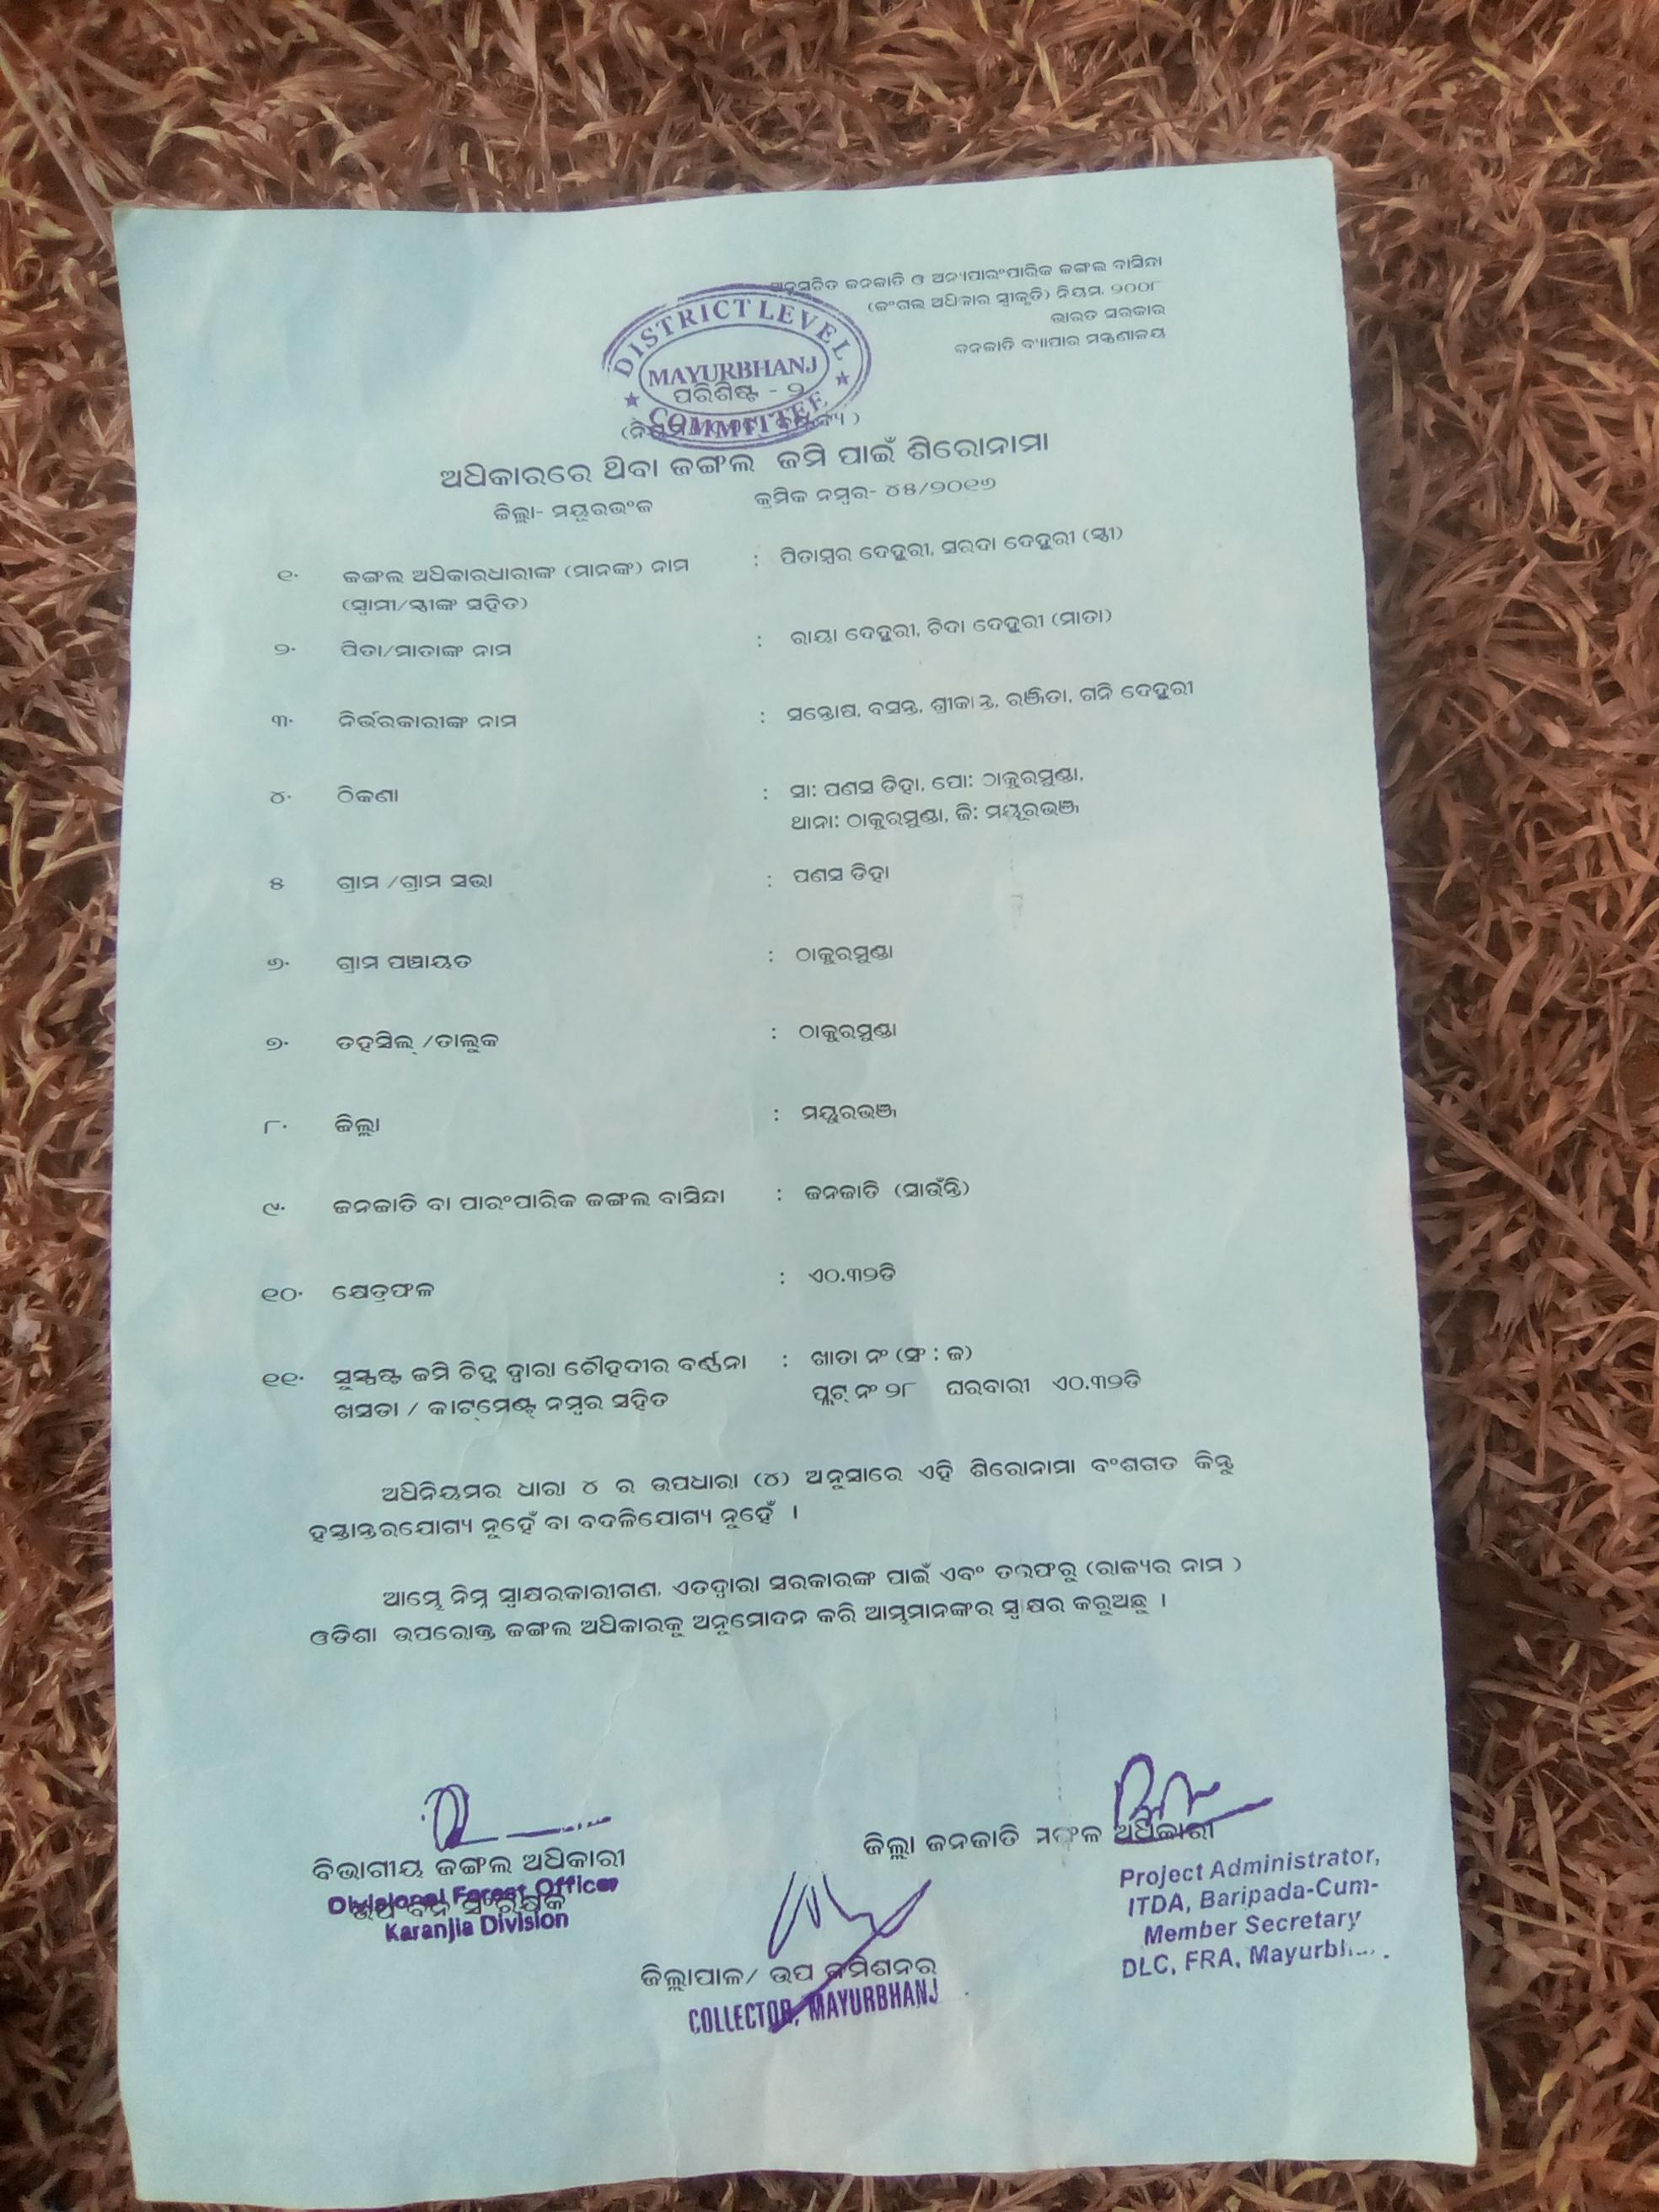 ଅନୁସୂଚିତ ଜନଜାତି ଓ ଅନ୍ୟାପାରଂପାରିକ ଜଙ୍ଗଲ ବାସିନ୍ଦା
(ଜଂଗଲ ଅଧିକାର ସ୍ୱୀକୃତି) ନିୟମ, ୨୦୦୮
ଭାରତ ସରକାର
ଜନଜାତି ବ୍ୟାପାର ମନ୍ତ୍ରଣାଳୟ
DISTRICT LEVEL
MAYURBHANJ
COMMITTEE
ପରିଶିଷ୍ଟ - ୨
ଅଧିକାରରେ ଥିବା ଜଙ୍ଗଲ ଜମି ପାଇଁ ଶିରୋନାମା
ଜିଲ୍ଲା- ମୟୂରଭଂଜ କ୍ରମିକ ନମ୍ବର- ୪୫/୨୦୧୬
୧. ଜଙ୍ଗଲ ଅଧିକାରଧାରୀଙ୍କ (ମାନଙ୍କ) ନାମ : ପିତାମ୍ବର ଦେହୁରୀ, ସରଦା ଦେହୁରୀ (ସ୍ତ୍ରୀ)
(ସ୍ୱାମୀ/ସ୍ତ୍ରୀଙ୍କ ସହିତ)
୨. ପିତା/ମାତାଙ୍କ ନାମ : ରାୟା ଦେହୁରୀ, ଚିଦା ଦେହୁରୀ (ମାତା)
୩. ନିର୍ଭରକାରୀଙ୍କ ନାମ : ସନ୍ତୋଷ, ବସନ୍ତ, ଶ୍ରୀକାନ୍ତ, ରଞ୍ଜିତା, ଗନି ଦେହୁରୀ
୪. ଠିକଣା : ସା: ପଣସ ଡିହା, ପୋ: ଠାକୁରମୁଣ୍ଡା,
ଥାନା: ଠାକୁରମୁଣ୍ଡା, ଜି: ମୟୂରଭଞ୍ଜ
୫ ଗ୍ରାମ /ଗ୍ରାମ ସଭା : ପଣସ ଡିହା
୬. ଗ୍ରାମ ପଞ୍ଚାୟତ : ଠାକୁରମୁଣ୍ଡା
୭. ତହସିଲ୍ /ତାଲୁକ : ଠାକୁରମୁଣ୍ଡା
୮. ଜିଲ୍ଲା : ମୟୁରଭଞ୍ଜ
୯. ଜନଜାତି ବା ପାରଂପାରିକ ଜଙ୍ଗଲ ବାସିନ୍ଦା : ଜନଜାତି (ସାଉଁନ୍ତି)
୧୦. କ୍ଷେତ୍ରଫଳ : ଏ୦.୩୨ଡି
୧୧. ସୁସ୍ପଷ୍ଟ ଜମି ଚିହ୍ନ ଦ୍ୱାରା ଚୌହଦୀର ବର୍ଣ୍ଣନା : ଖାତା ନଂ (ସଂ : ଜ)
ଖସଡା / କାଟ୍‌ମେଣ୍ଟ୍ ନମ୍ବର ସହିତ ପ୍ଲଟ୍ ନଂ ୨୮ ଘରବାରୀ ଏ୦.୩୨ଡି
ଅଧିନିୟମର ଧାରା ୪ ର ଉପଧାରା (୪) ଅନୁସାରେ ଏହି ଶିରୋନାମା ବଂଶଗତ କିନ୍ତୁ
ହସ୍ତାନ୍ତରଯୋଗ୍ୟ ନୁହେଁ ବା ବଦଳିଯୋଗ୍ୟ ନୁହେଁ ।
ଆମ୍ଭେ ନିମ୍ନ ସ୍ୱାକ୍ଷରକାରୀଗଣ, ଏତଦ୍ୱାରା ସରକାରଙ୍କ ପାଇଁ ଏବଂ ତରଫରୁ (ରାଜ୍ୟର ନାମ )
ଓଡିଶା ଉପରୋକ୍ତ ଜଙ୍ଗଲ ଅଧିକାରକୁ ଅନୁମୋଦନ କରି ଆମ୍ଭମାନଙ୍କର ସ୍ୱାକ୍ଷର କରୁଅଛୁ ।
ଜିଲ୍ଲା ଜନଜାତି ମଙ୍ଗଳ ଅଧିକାରୀ
Project Administrator,
ITDA, Baripada-Cum-
Member Secretary
DLC, FRA,
ବିଭାଗୀୟ ଜଙ୍ଗଲ ଅଧିକାରୀ
ଉପ ବନ ସଂରକ୍ଷକ
Divisional Forest Officer
Karanjia Division
ଜିଲ୍ଲାପାଳ/ ଉପ କମିଶନର
COLLECTOR, MAYURBHANJ